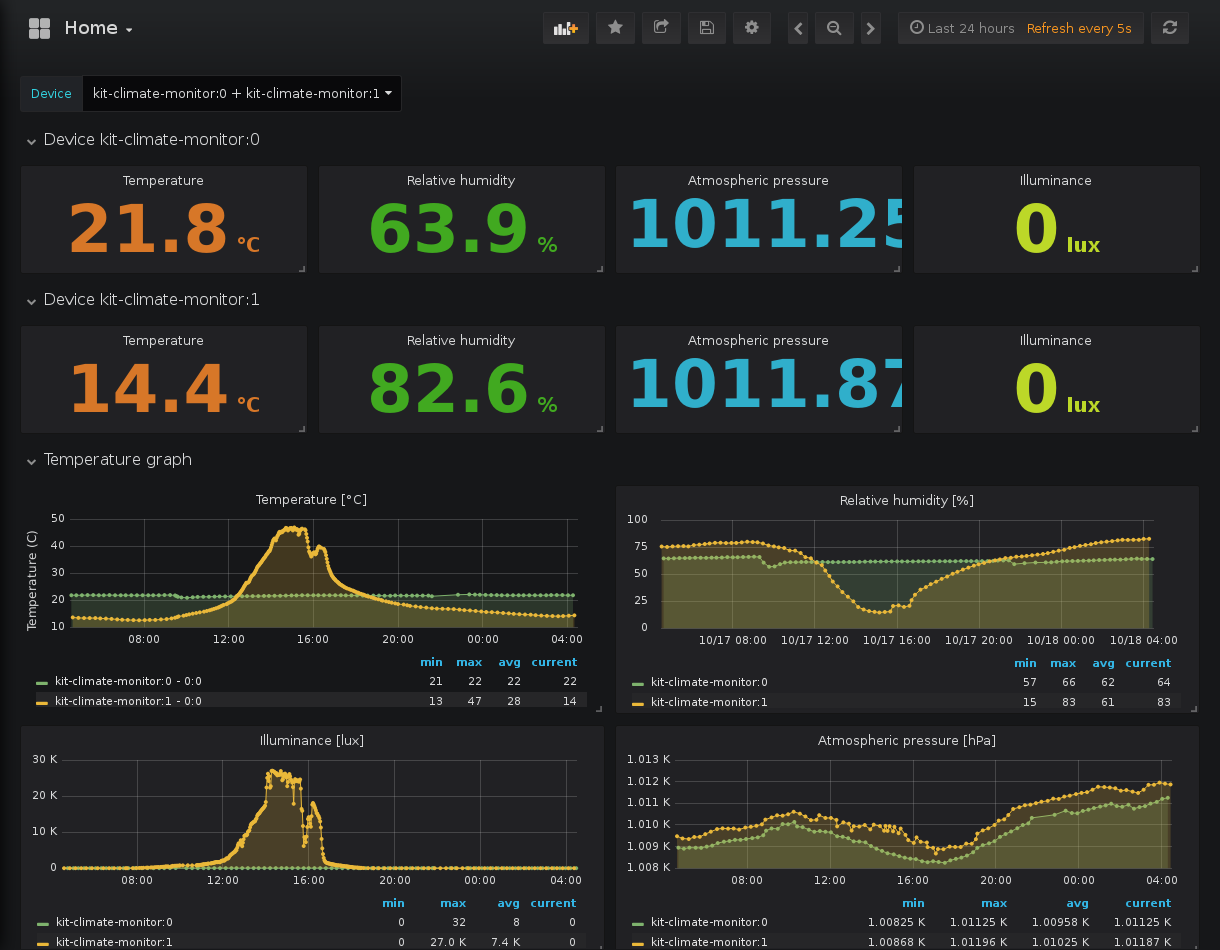 Home
Last 24 hours Refresh every 5s
Device kit-climate-monitor:0 + kit-climate-monitor:1
Device kit-climate-monitor:0
Temperature Relative humidity Atmospheric pressure Illuminance
21.8 °C 63.9 % 1011.25 0 lux
Device kit-climate-monitor:1
Temperature Relative humidity Atmospheric pressure Illuminance
14.4 °C 82.6 % 1011.87 0 lux
Temperature graph
Temperature [°C]
Temperature (C)
50
40
30
20
10
08:00 12:00 16:00 20:00 00:00 04:00
min max avg current
kit-climate-monitor:0 - 0:0 21 22 22 22
kit-climate-monitor:1 - 0:0 13 47 28 14
Relative humidity [%]
100
75
50
25
0
10/17 08:00 10/17 12:00 10/17 16:00 10/17 20:00 10/18 00:00 10/18 04:00
min max avg current
kit-climate-monitor:0 57 66 62 64
kit-climate-monitor:1 15 83 61 83
Illuminance [lux]
30 K
20 K
10 K
0
08:00 12:00 16:00 20:00 00:00 04:00
min max avg current
kit-climate-monitor:0 0 32 8 0
kit-climate-monitor:1 0 27.0 K 7.4 K 0
Atmospheric pressure [hPa]
1.013 K
1.012 K
1.011 K
1.010 K
1.009 K
1.008 K
08:00 12:00 16:00 20:00 00:00 04:00
min max avg current
kit-climate-monitor:0 1.00825 K 1.01125 K 1.00958 K 1.01125 K
kit-climate-monitor:1 1.00868 K 1.01196 K 1.01025 K 1.01187 K